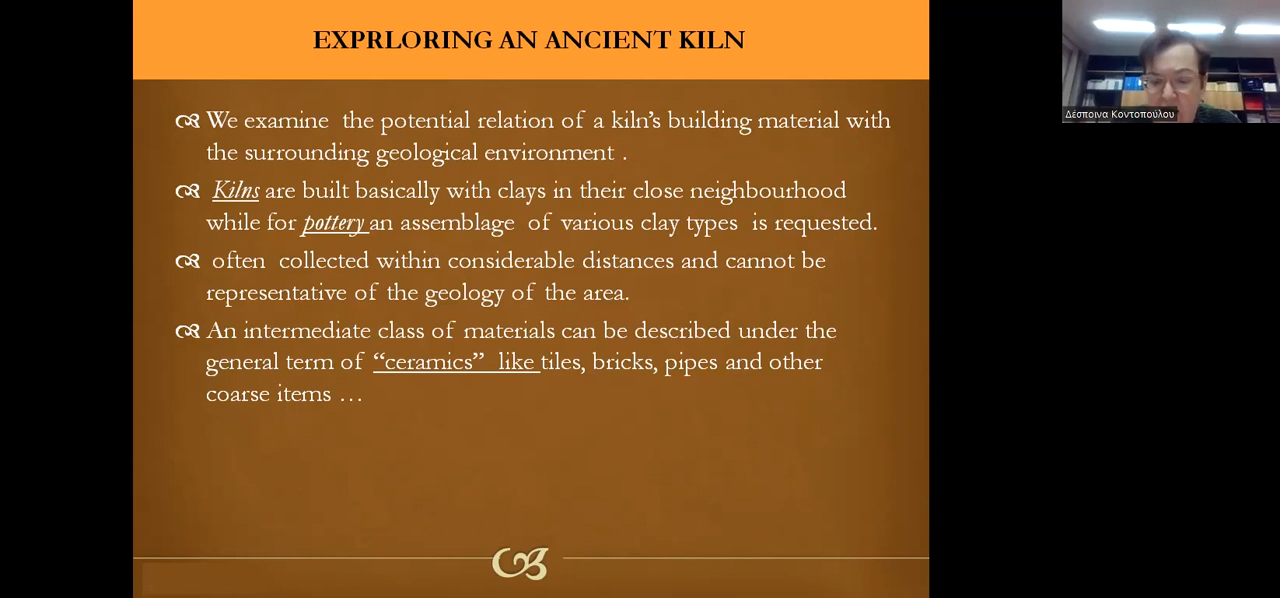 EXPRLORING AN ANCIENT KILN
We examine the potential relation of a kiln's building material with
the surrounding geological environment .
Kilns are built basically with clays in their close neighbourhood
while for pottery an assemblage of various clay types is requested.
often collected within considerable distances and cannot be
representative of the geology of the area.
An intermediate class of materials can be described under the
general term of “ceramics” like tiles, bricks, pipes and other
coarse items …
Δέσποινα Κοντοπούλου